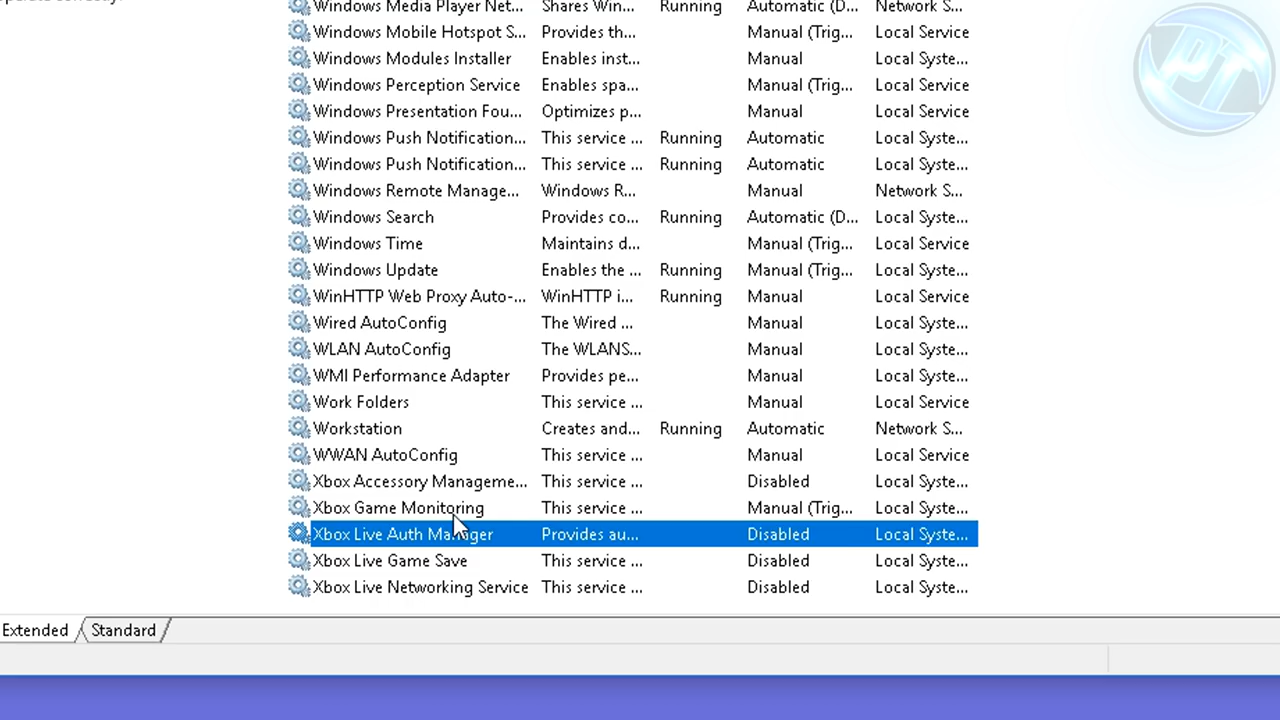 operate correctly.
Windows Media Player Net... Shares Win... Running Automatic (D... Network S...
Windows Mobile Hotspot S... Provides th... Manual (Trig... Local Service
Windows Modules Installer Enables inst... Manual Local Syste...
Windows Perception Service Enables spa... Manual (Trig... Local Service
Windows Presentation Fou... Optimizes p... Manual Local Service
Windows Push Notification... This service ... Running Automatic Local Syste...
Windows Push Notification... This service ... Running Automatic Local Syste...
Windows Remote Manage... Windows R... Manual Network S...
Windows Search Provides co... Running Automatic (D... Local Syste...
Windows Time Maintains d... Manual (Trig... Local Service
Windows Update Enables the ... Running Manual (Trig... Local Syste...
WinHTTP Web Proxy Auto-... WinHTTP i... Running Manual Local Service
Wired AutoConfig The Wired ... Manual Local Syste...
WLAN AutoConfig The WLANS... Manual Local Syste...
WMI Performance Adapter Provides pe... Manual Local Syste...
Work Folders This service ... Manual Local Service
Workstation Creates and... Running Automatic Network S...
WWAN AutoConfig This service ... Manual Local Service
Xbox Accessory Manageme... This service ... Disabled Local Syste...
Xbox Game Monitoring This service ... Manual (Trig... Local Syste...
Xbox Live Auth Manager Provides au... Disabled Local Syste...
Xbox Live Game Save This service ... Disabled Local Syste...
Xbox Live Networking Service This service ... Disabled Local Syste...
Extended Standard
PT